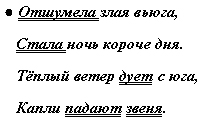 • Отшумела злая вьюга,
Стала ночь короче дня.
Тёплый ветер дует с юга,
Капли падают звеня.